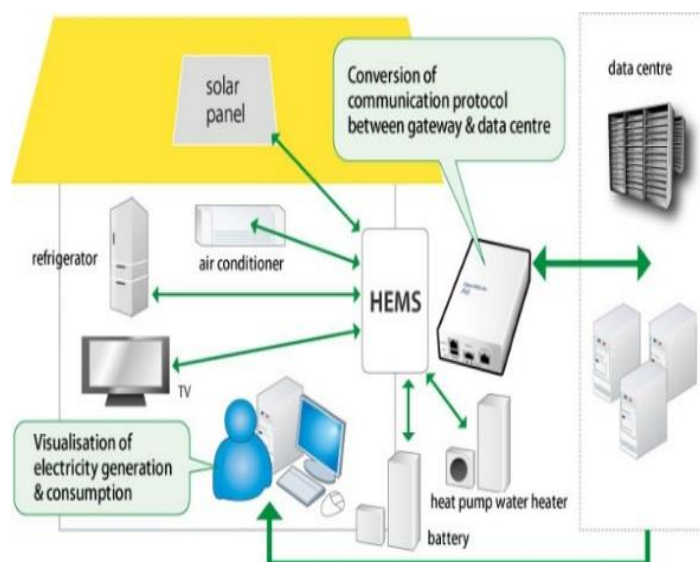 solar
panel
Conversion of
communication protocol
between gateway & data centre
data centre
refrigerator
air conditioner
HEMS
TV
Visualisation of
electricity generation
& consumption
heat pump water heater
battery